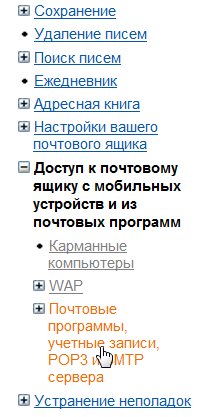 Сохранение
Удаление писем
Поиск писем
Ежедневник
Адресная книга
Настройки вашего
почтового ящика
Доступ к почтовому
ящику с мобильных
устройств и из
почтовых программ
Карманные
компьютеры
WAP
Почтовые
программы,
учетные записи,
POP3 и MTP
сервера
Устранение неполадок